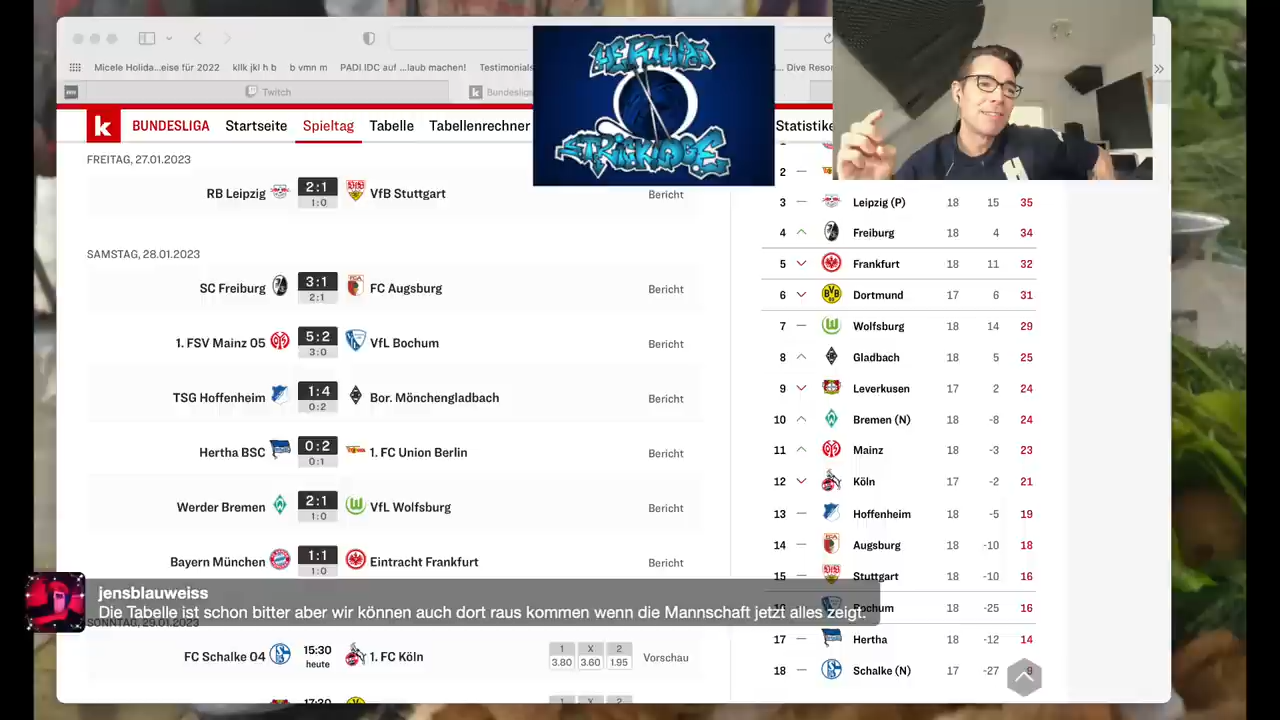 Micele Holida...eise für 2022
kllk jkl h b
b vmn m
PADI.IDC auf ...laub machen!
Testimonials
Dive Resor
Twitch
Bundeslig
HERTHAS
STRICKLOGE
k
BUNDESLIGA
Startseite
Spieltag
Tabelle
Tabellenrechner
Statistike
FREITAG, 27.01.2023
RB Leipzig 2:1 VfB Stuttgart Bericht
1:0
SAMSTAG, 28.01.2023
SC Freiburg 3:1 FC Augsburg Bericht
2:1
1. FSV Mainz 05 5:2 VfL Bochum Bericht
3:0
TSG Hoffenheim 1:4 Bor. Mönchengladbach Bericht
0:2
Hertha BSC 0:2 1. FC Union Berlin Bericht
0:1
Werder Bremen 2:1 VfL Wolfsburg Bericht
1:0
Bayern München 1:1 Eintracht Frankfurt Bericht
1:0
SONNTAG, 29.01.2023
FC Schalke 04 15:30 1. FC Köln 1 X 2 Vorschau
heute 3.80 3.60 1.95
17:30 1 X 2
2
3 Leipzig (P) 18 15 35
4 Freiburg 18 4 34
5 Frankfurt 18 11 32
6 Dortmund 17 6 31
7 Wolfsburg 18 14 29
8 Gladbach 18 5 25
9 Leverkusen 17 2 24
10 Bremen (N) 18 -8 24
11 Mainz 18 -3 23
12 Köln 17 -2 21
13 Hoffenheim 18 -5 19
14 Augsburg 18 -10 18
15 Stuttgart 18 -10 16
16 Bochum 18 -25 16
17 Hertha 18 -12 14
18 Schalke (N) 17 -27 9
jensblauweiss
Die Tabelle ist schon bitter aber wir können auch dort raus kommen wenn die Mannschaft jetzt alles zeigt.